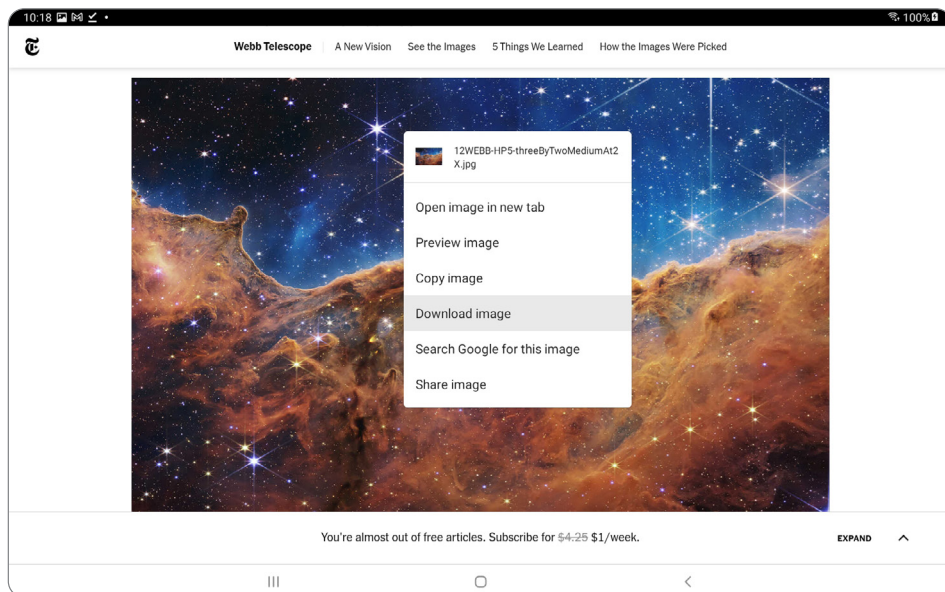 10:18 100%
T
Webb Telescope A New Vision See the Images 5 Things We Learned How the Images Were Picked
12WEBB-HP5-threeByTwoMediumAt2
X.jpg
Open image in new tab
Preview image
Copy image
Download image
Search Google for this image
Share image
You're almost out of free articles. Subscribe for $4.25 $1/week.
EXPAND